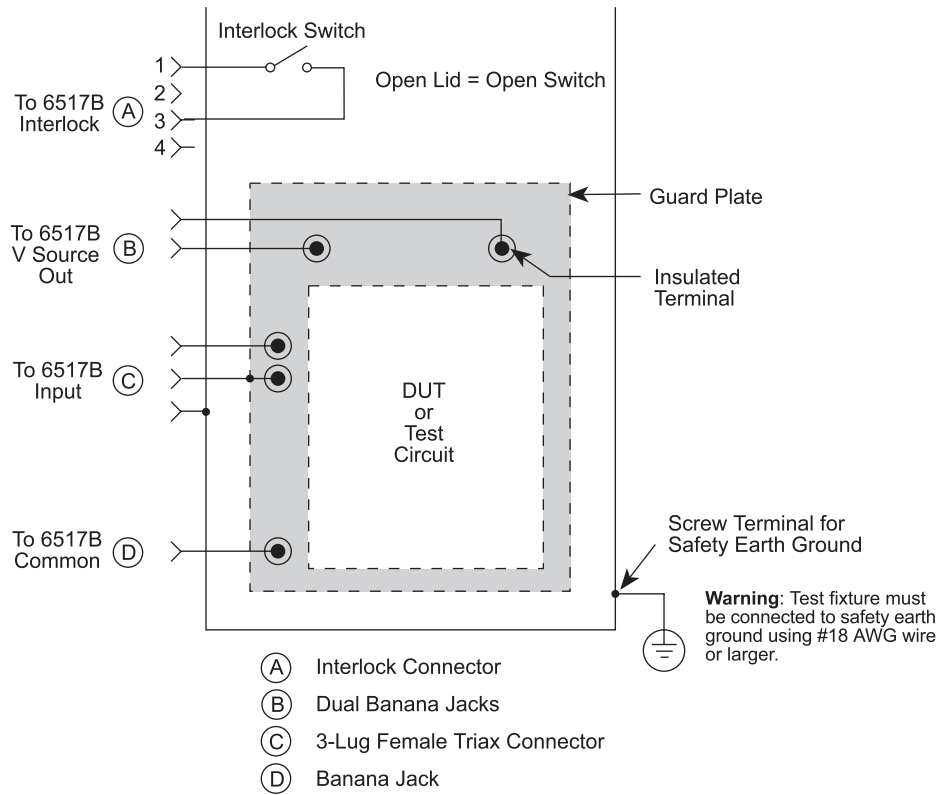 Interlock Switch
Open Lid = Open Switch
1
2
3
4
To 6517B
Interlock
A
Guard Plate
To 6517B
V Source
Out
B
Insulated
Terminal
To 6517B
Input
C
DUT
or
Test
Circuit
To 6517B
Common
D
Screw Terminal for
Safety Earth Ground
Warning: Test fixture must
be connected to safety earth
ground using #18 AWG wire
or larger.
A Interlock Connector
B Dual Banana Jacks
C 3-Lug Female Triax Connector
D Banana Jack